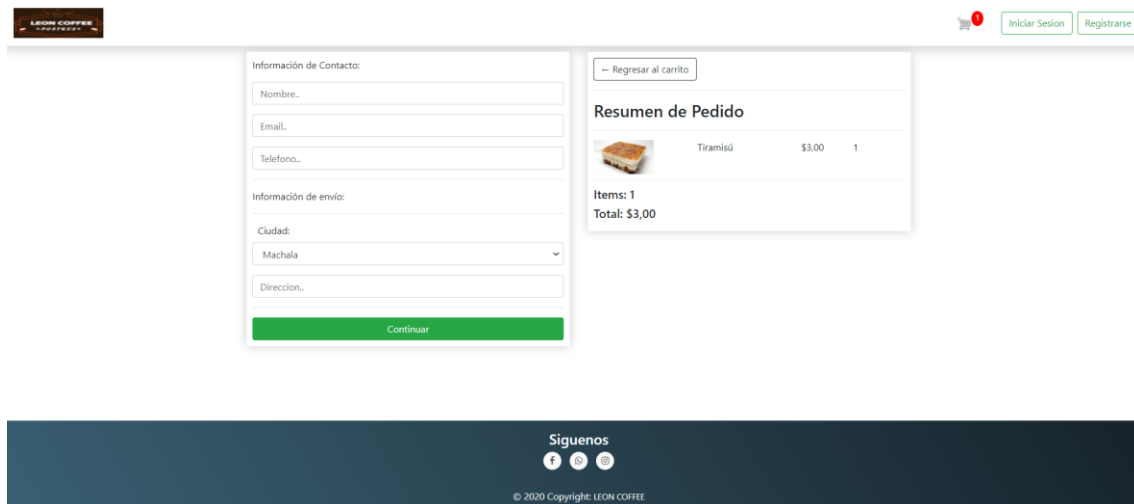 LEON COFFEE
POSTRES
1
Iniciar Sesion
Registrarse
Información de Contacto:
Nombre..
Email..
Telefono..
Información de envío:
Ciudad:
Machala
Direccion..
Continuar
← Regresar al carrito
Resumen de Pedido
Tiramisú $3,00 1
Items: 1
Total: $3,00
Siguenos
© 2020 Copyright: LEON COFFEE